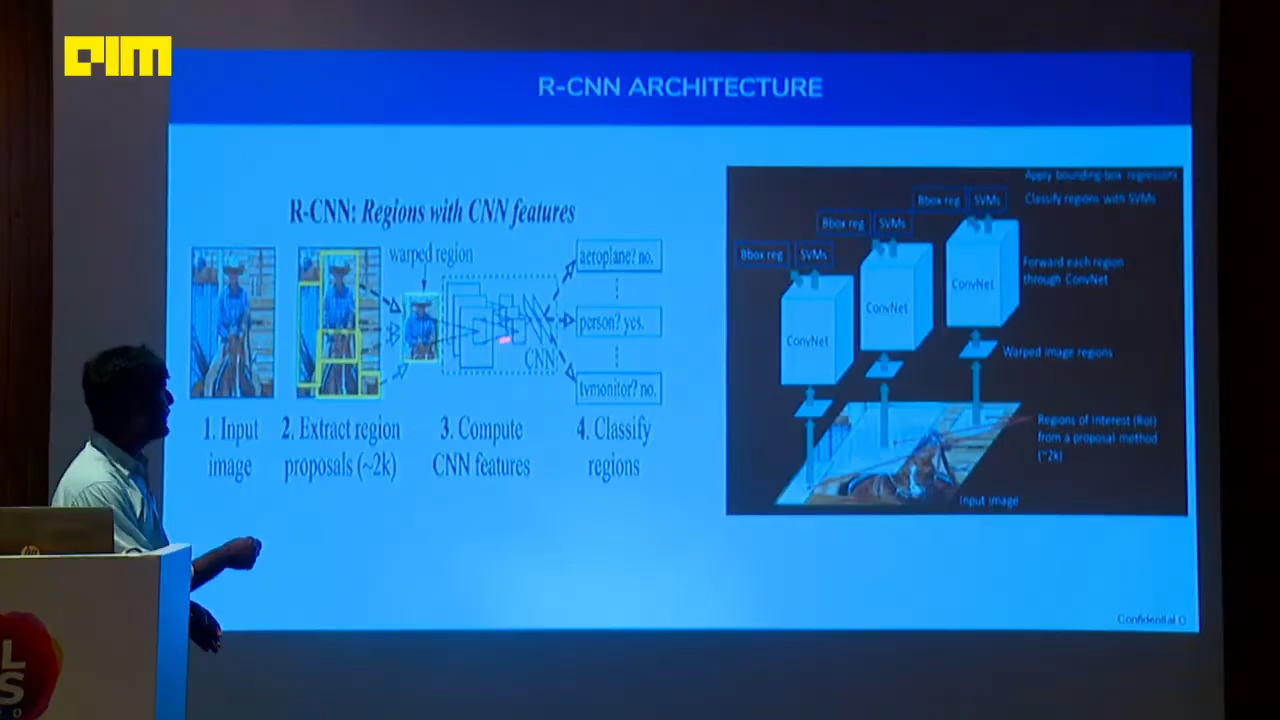 AIM
R-CNN ARCHITECTURE
R-CNN: Regions with CNN features
warped region
aeroplane? no.
person? yes.
CNN
tvmonitor? no.
1. Input
image
2. Extract region
proposals (~2k)
3. Compute
CNN features
4. Classify
regions
Apply bounding-box regressors
Bbox reg
SVMs
Classify regions with SVMs
Bbox reg
SVMs
Bbox reg
SVMs
ConvNet
ConvNet
ConvNet
Forward each region
through ConvNet
Warped image regions
Regions of Interest (RoI)
from a proposal method
(~2k)
Input image
Confidential
hp
L
S